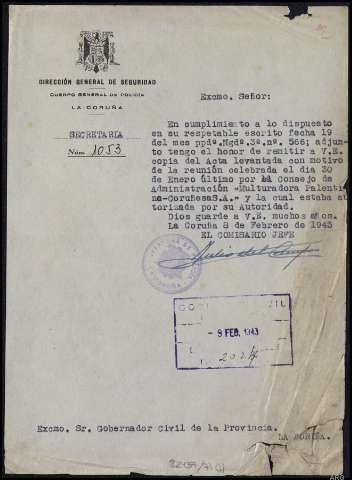 DIRECCIÓN GENERAL DE SEGURIDAD
CUERPO GENERAL DE POLICÍA
LA CORUÑA
SECRETARIA
Núm. 1053
Excmo. Señor:
En cumplimiento a lo dispuesto
en su respetable escrito fecha 19
del mes ppdº.Ngdº.3º.nº. 566; adjun-
to tengo el honor de remitir a V.E.
copia del Acta levantada con motivo
de la reunión celebrada el dia 30
de Enero último por el Consejo de
Administración "Multuradora Palenti-
na-CoruñesaS.A." y la cual estaba au-
torizada por su Autoridad.
Dios guarde a V.E. muchos años.
La Coruña 8 de Febrero de 1943
EL COMISARIO JEFE
- 9 FEB. 1943
2024
Excmo. Sr. Gobernador Civil de la Provincia.
LA CORUÑA.
ARG